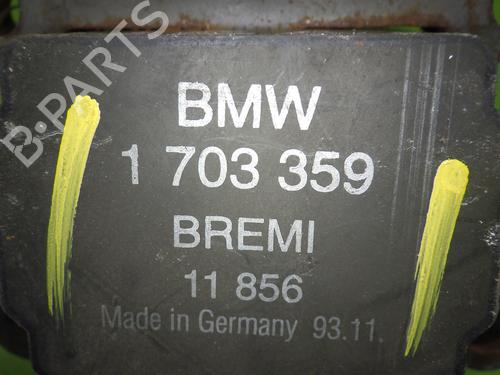 B-PARTS
BMW
1 703 359
BREMI
11 856
Made in Germany 93.11.